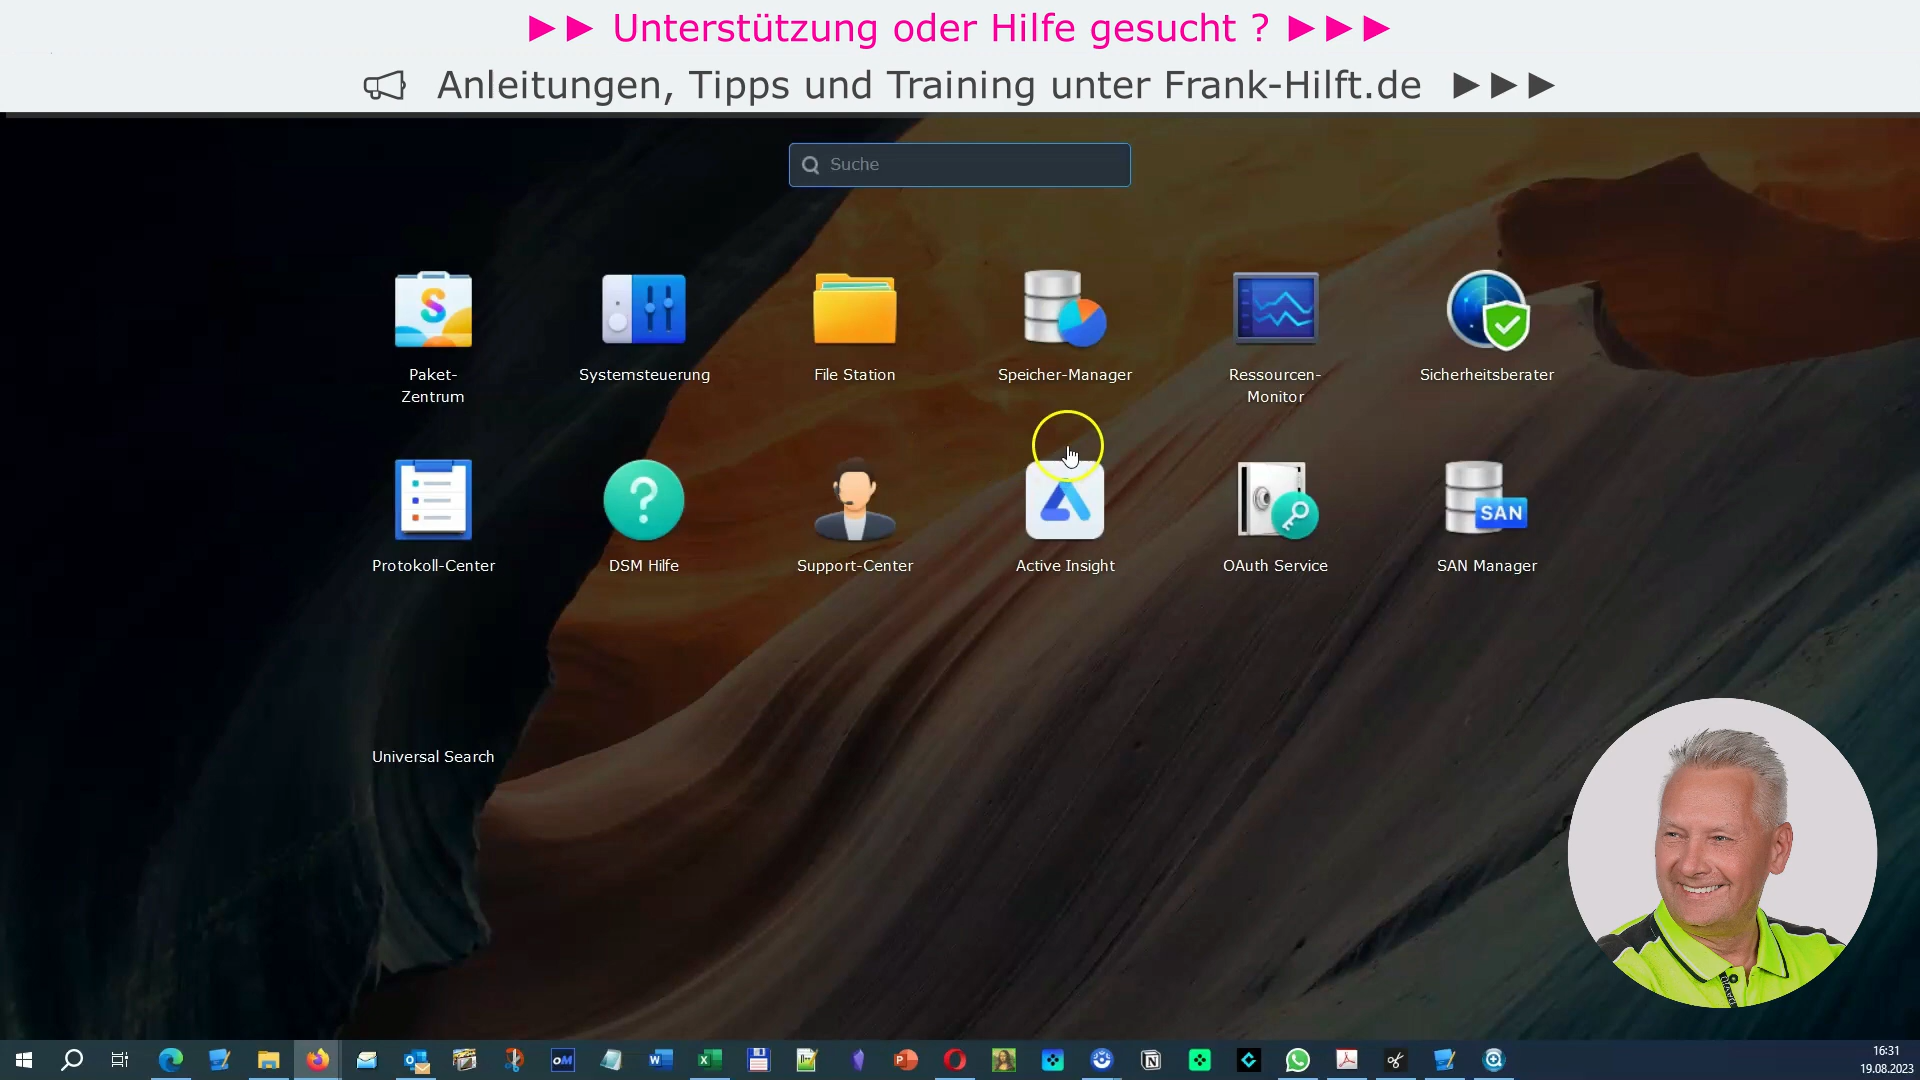 ▶▶ Unterstützung oder Hilfe gesucht ? ▶▶▶
Anleitungen, Tipps und Training unter Frank-Hilft.de ▶▶▶
Suche
Paket-
Zentrum
Systemsteuerung
File Station
Speicher-Manager
Ressourcen-
Monitor
Sicherheitsberater
SAN
Protokoll-Center
DSM Hilfe
Support-Center
Active Insight
OAuth Service
SAN Manager
Universal Search
oM
16:31
19.08.2023